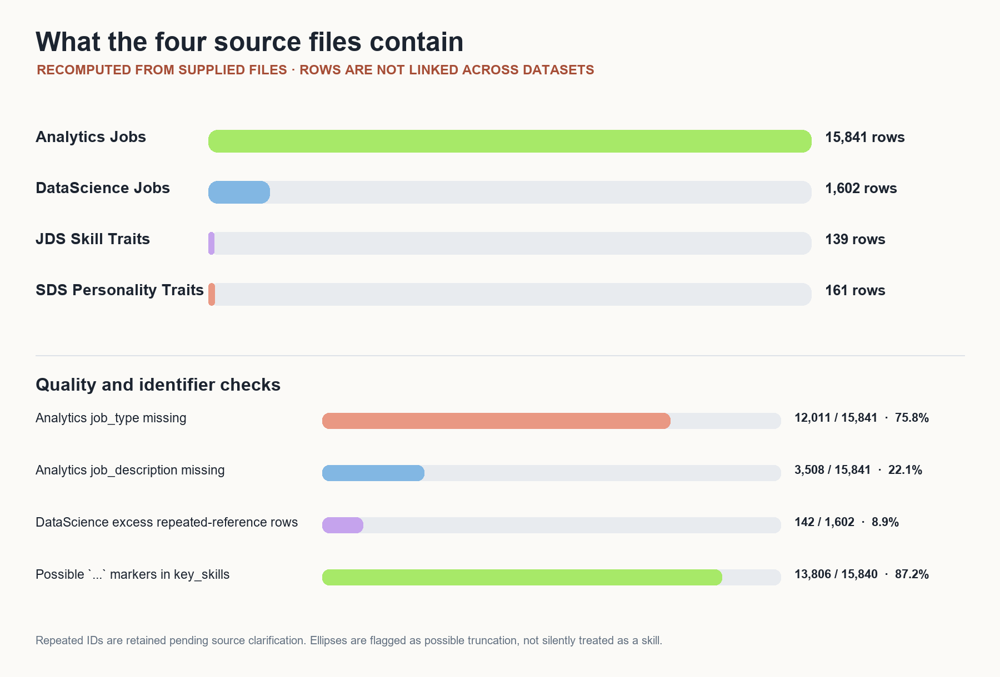 What the four source files contain
RECOMPUTED FROM SUPPLIED FILES · ROWS ARE NOT LINKED ACROSS DATASETS
Analytics Jobs 15,841 rows
DataScience Jobs 1,602 rows
JDS Skill Traits 139 rows
SDS Personality Traits 161 rows
Quality and identifier checks
Analytics job_type missing 12,011 / 15,841 · 75.8%
Analytics job_description missing 3,508 / 15,841 · 22.1%
DataScience excess repeated-reference rows 142 / 1,602 · 8.9%
Possible `...` markers in key_skills 13,806 / 15,840 · 87.2%
Repeated IDs are retained pending source clarification. Ellipses are flagged as possible truncation, not silently treated as a skill.